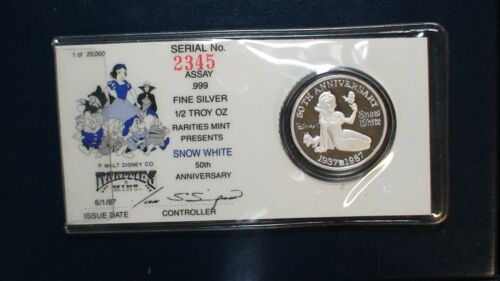 1 of 20,000
SERIAL No.
2345
ASSAY
.999
FINE SILVER
1/2 TROY OZ
RARITIES MINT
PRESENTS
SNOW WHITE
50th
ANNIVERSARY
© WALT DISNEY CO
RARITIES
MINT
6/1/87
ISSUE DATE
CONTROLLER
50TH ANNIVERSARY
Disney's
Snow
White
1937 1987